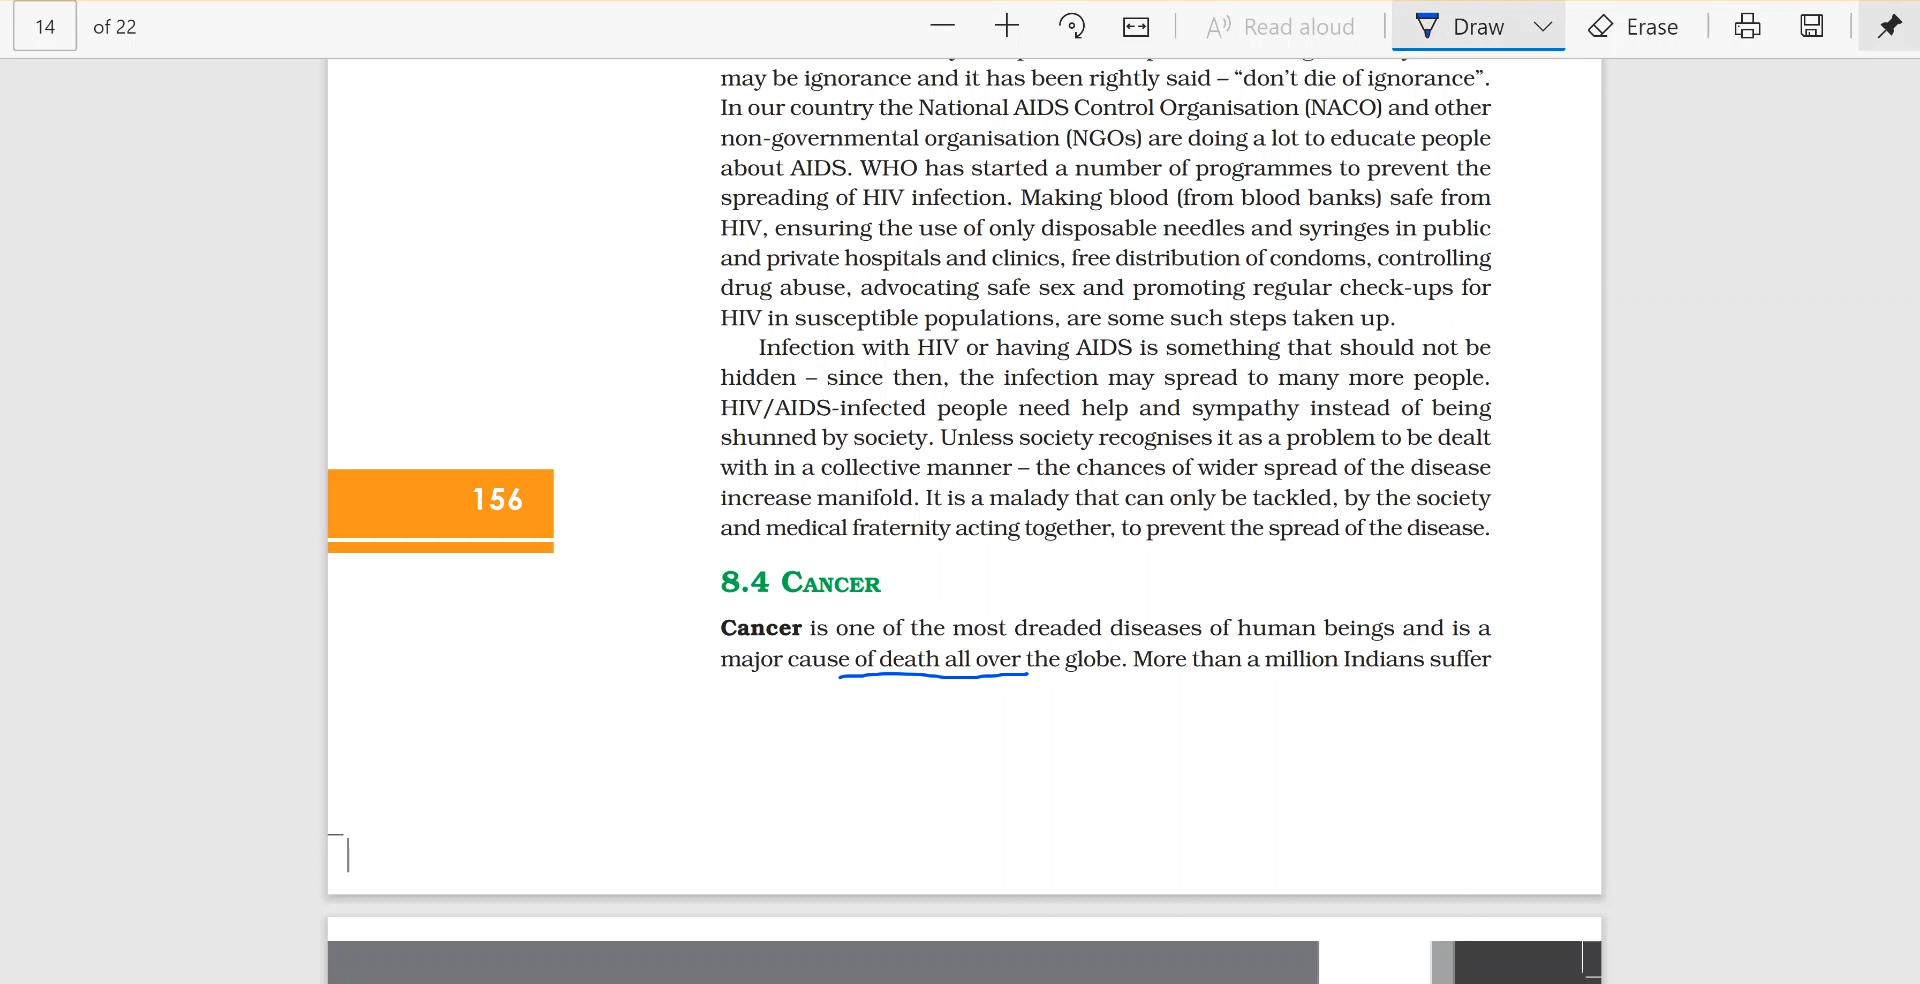 14 of 22 Read aloud Draw Erase
may be ignorance and it has been rightly said – “don’t die of ignorance”.
In our country the National AIDS Control Organisation (NACO) and other
non-governmental organisation (NGOs) are doing a lot to educate people
about AIDS. WHO has started a number of programmes to prevent the
spreading of HIV infection. Making blood (from blood banks) safe from
HIV, ensuring the use of only disposable needles and syringes in public
and private hospitals and clinics, free distribution of condoms, controlling
drug abuse, advocating safe sex and promoting regular check-ups for
HIV in susceptible populations, are some such steps taken up.
Infection with HIV or having AIDS is something that should not be
hidden – since then, the infection may spread to many more people.
HIV/AIDS-infected people need help and sympathy instead of being
shunned by society. Unless society recognises it as a problem to be dealt
with in a collective manner – the chances of wider spread of the disease
increase manifold. It is a malady that can only be tackled, by the society
and medical fraternity acting together, to prevent the spread of the disease.
156
8.4 CANCER
Cancer is one of the most dreaded diseases of human beings and is a
major cause of death all over the globe. More than a million Indians suffer